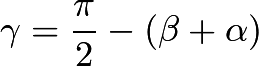 γ = π/2 − (β + α)